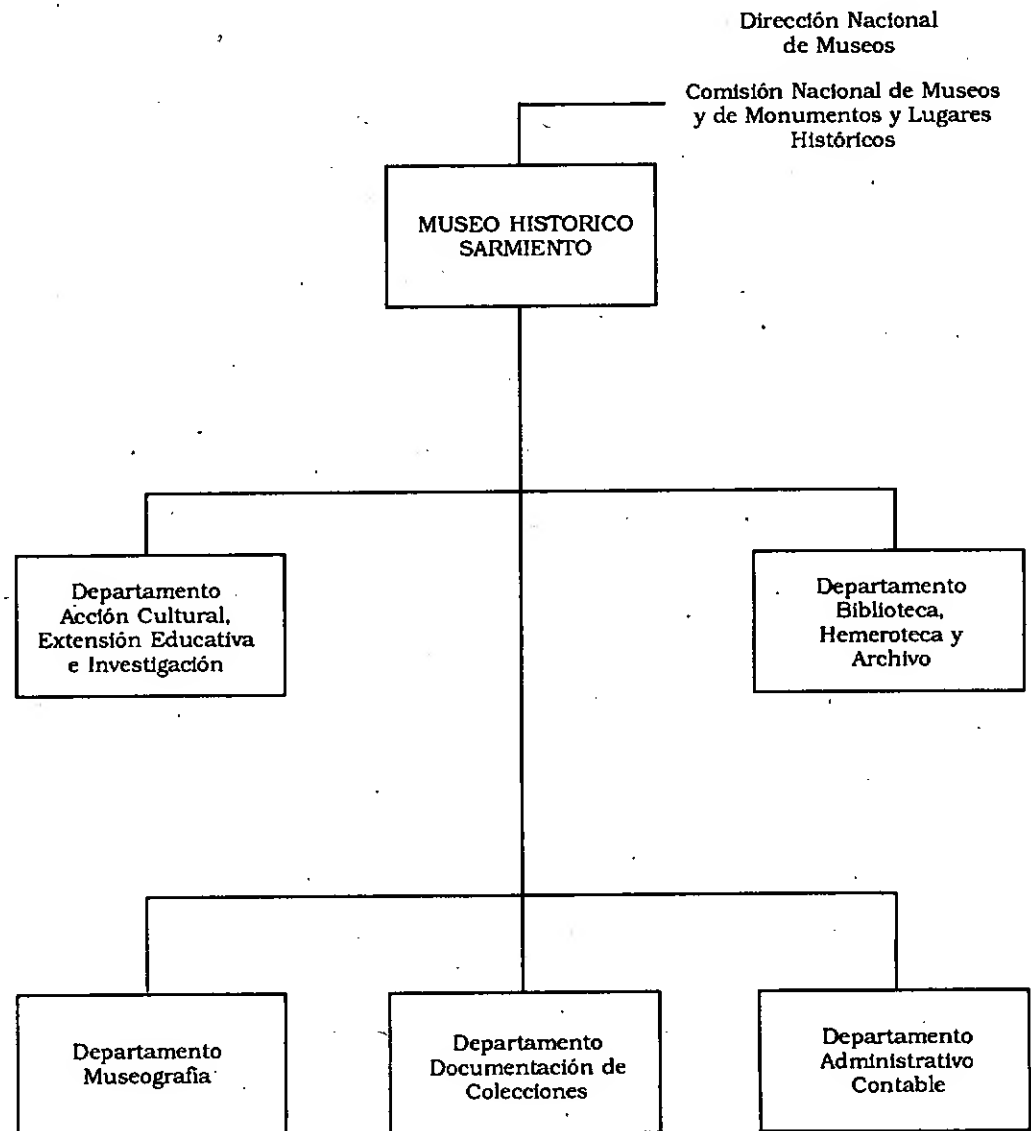 Dirección Nacional
de Museos
Comisión Nacional de Museos
y de Monumentos y Lugares
Históricos
MUSEO HISTORICO
SARMIENTO
Departamento
Acción Cultural,
Extensión Educativa
e Investigación
Departamento
Biblioteca,
Hemeroteca y
Archivo
Departamento
Museografía
Departamento
Documentación de
Colecciones
Departamento
Administrativo
Contable